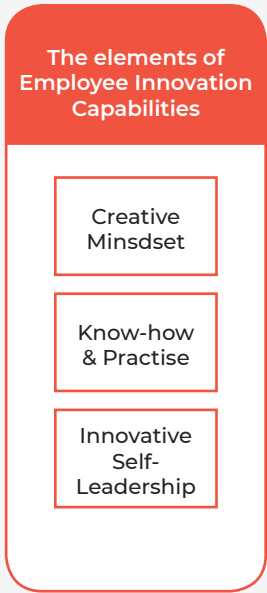 The elements of
Employee Innovation
Capabilities
Creative
Minsdset
Know-how
& Practise
Innovative
Self-
Leadership